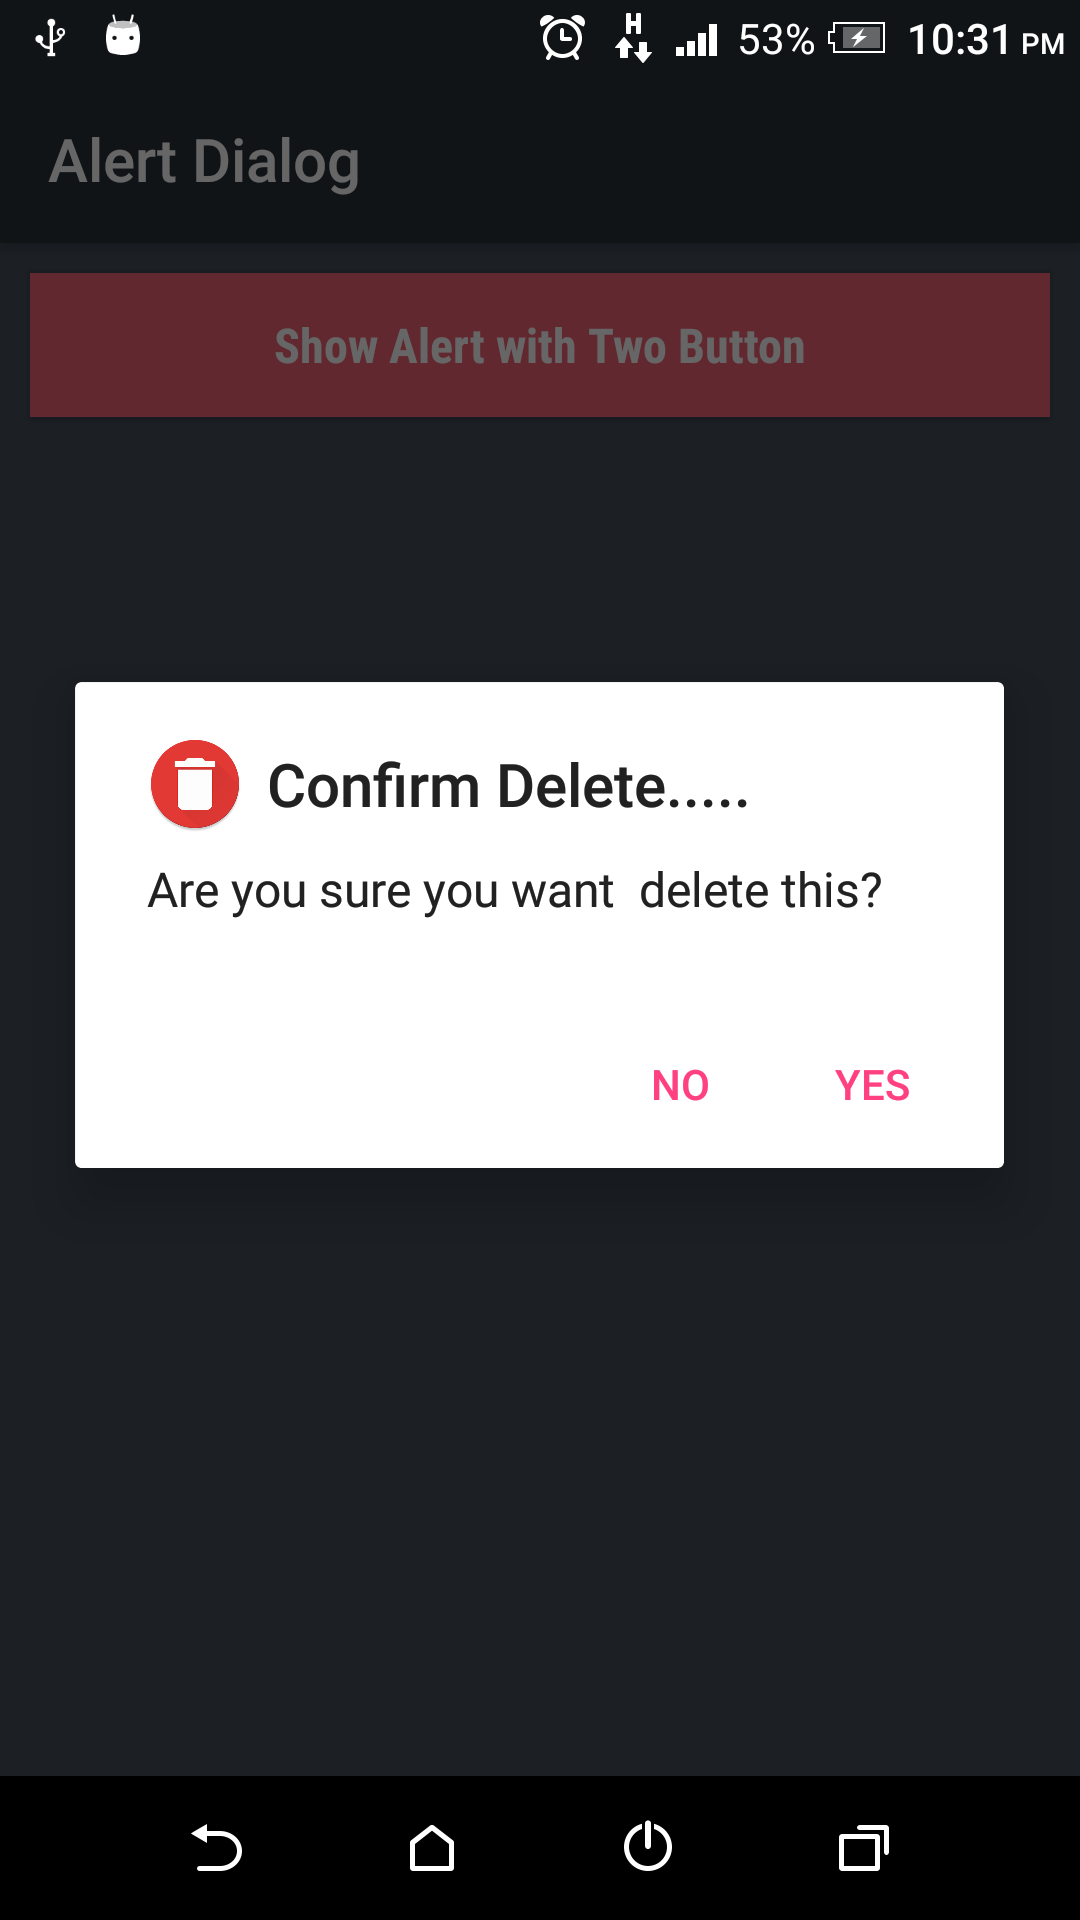 H
53% 10:31 PM
Alert Dialog
Show Alert with Two Button
Confirm Delete.....
Are you sure you want  delete this?
NO YES